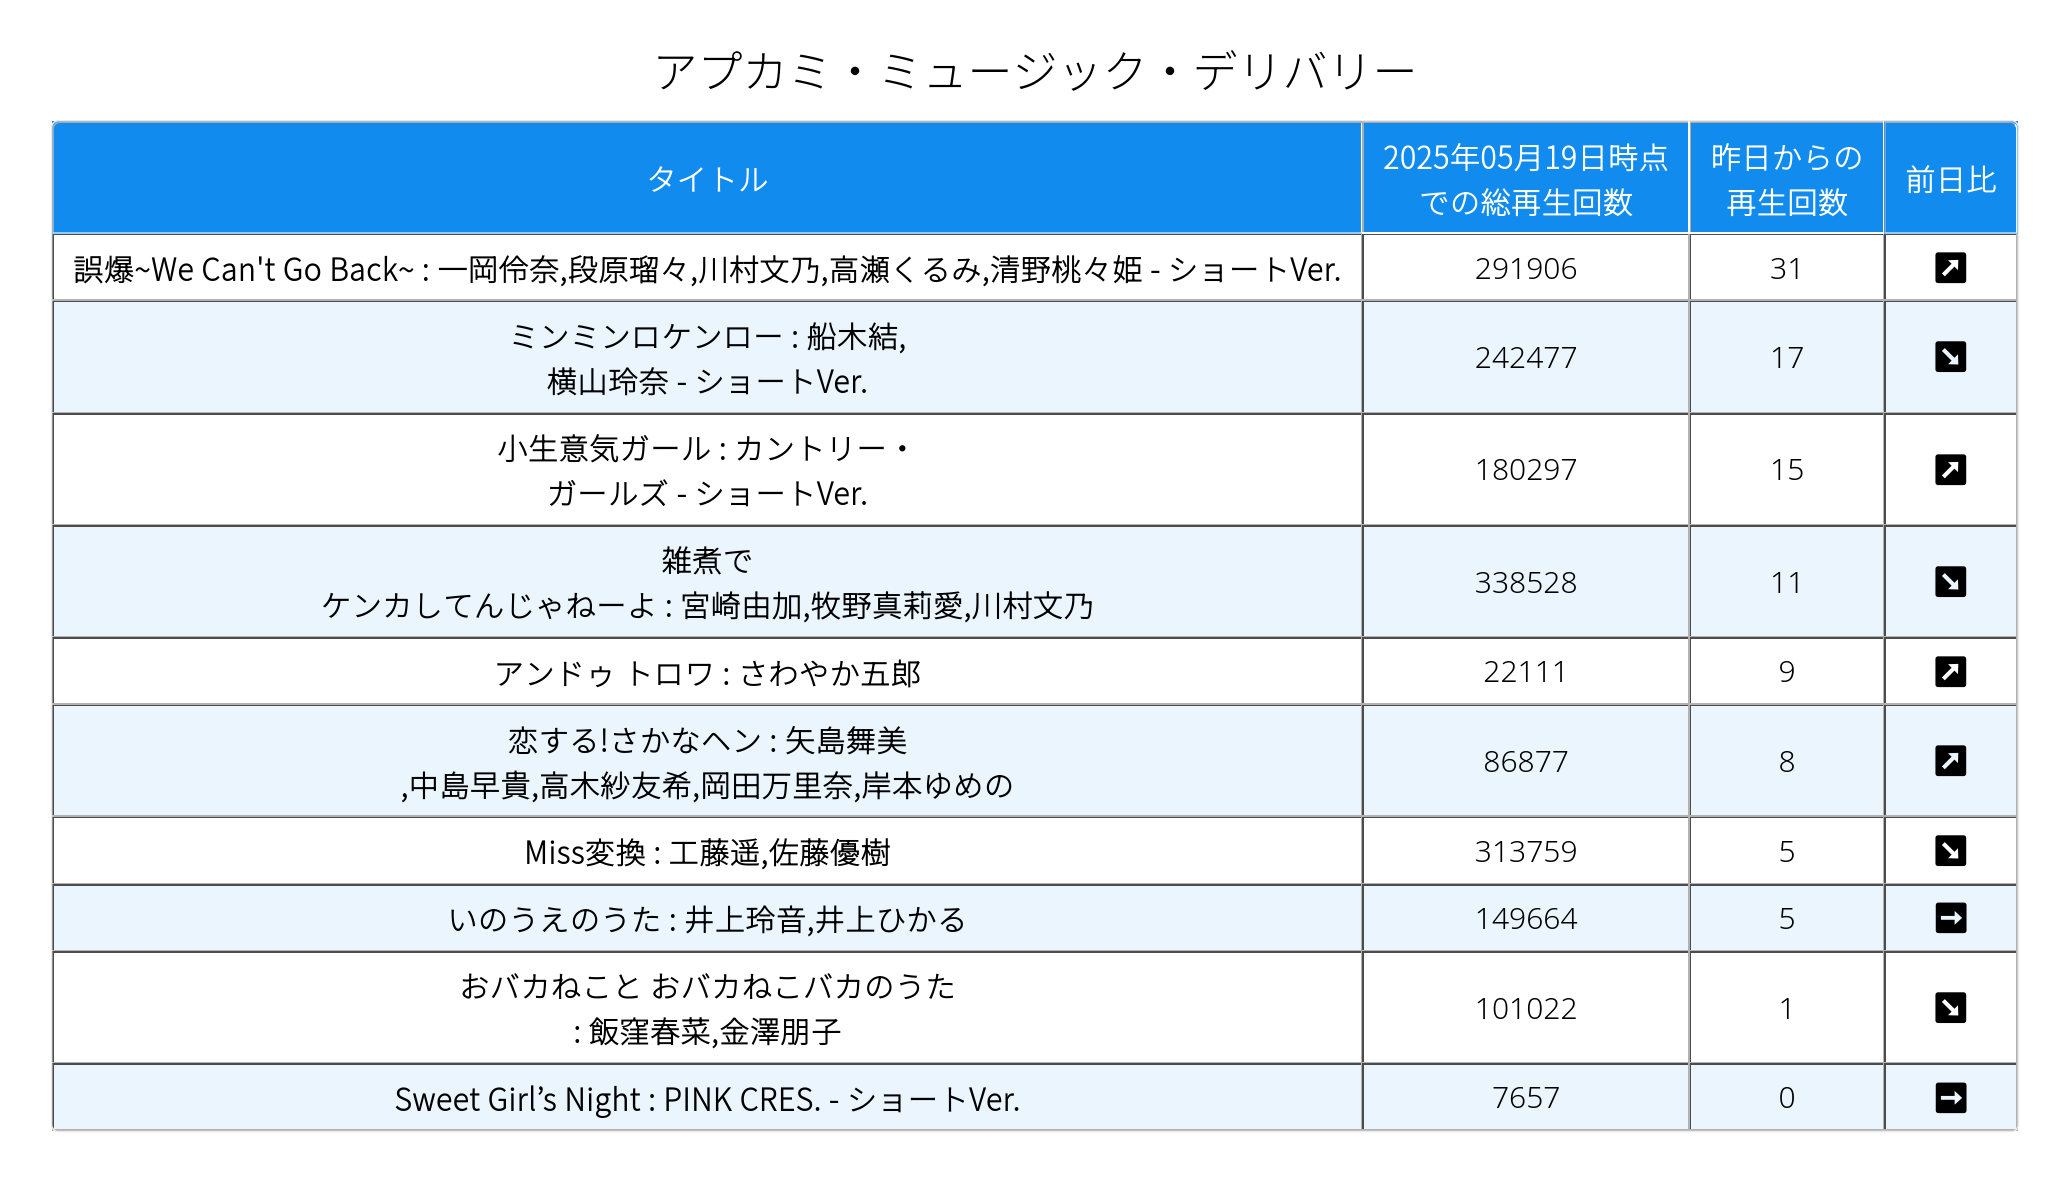 アプカミ・ミュージック・デリバリー
タイトル
2025年05月19日時点
での総再生回数
昨日からの
再生回数
前日比
誤爆~We Can't Go Back~ : 一岡伶奈,段原瑠々,川村文乃,高瀬くるみ,清野桃々姫 - ショートVer.
291906
31
ミンミンロケンロー : 船木結,
横山玲奈 - ショートVer.
242477
17
小生意気ガール : カントリー・
ガールズ - ショートVer.
180297
15
雑煮で
ケンカしてんじゃねーよ : 宮崎由加,牧野真莉愛,川村文乃
338528
11
アンドゥ トロワ : さわやか五郎
22111
9
恋する!さかなヘン : 矢島舞美
,中島早貴,高木紗友希,岡田万里奈,岸本ゆめの
86877
8
Miss変換 : 工藤遥,佐藤優樹
313759
5
いのうえのうた : 井上玲音,井上ひかる
149664
5
おバカねこと おバカねこバカのうた
: 飯窪春菜,金澤朋子
101022
1
Sweet Girl’s Night : PINK CRES. - ショートVer.
7657
0